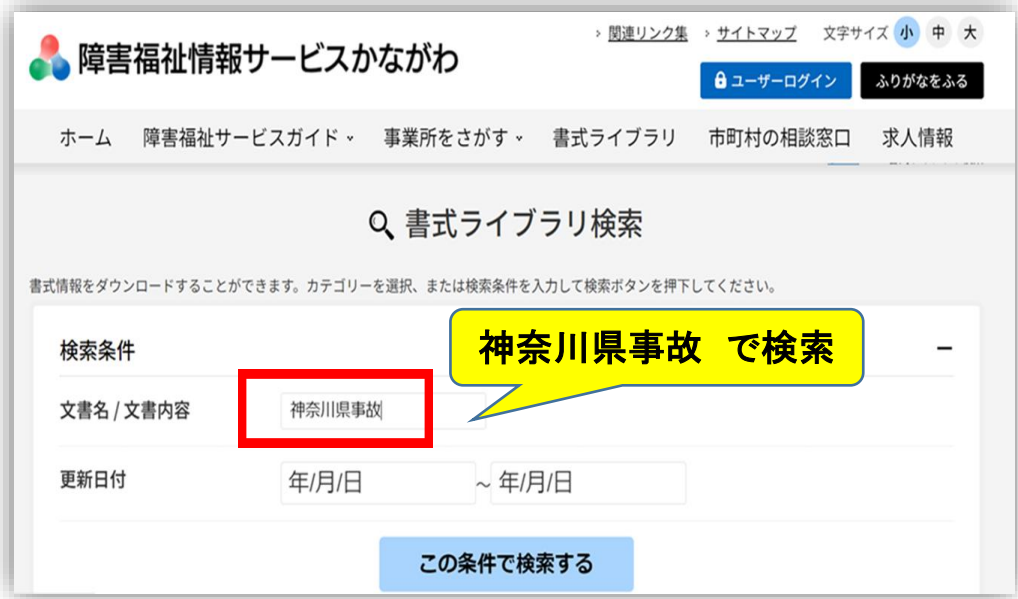 › 関連リンク集 › サイトマップ 文字サイズ 小 中 大
障害福祉情報サービスかながわ
ユーザーログイン ふりがなをふる
ホーム 障害福祉サービスガイド 事業所をさがす 書式ライブラリ 市町村の相談窓口 求人情報
書式ライブラリ検索
書式情報をダウンロードすることができます。カテゴリーを選択、または検索条件を入力して検索ボタンを押下してください。
神奈川県事故 で検索
検索条件 −
文書名 / 文書内容 神奈川県事故
更新日付 年/月/日 ~ 年/月/日
この条件で検索する